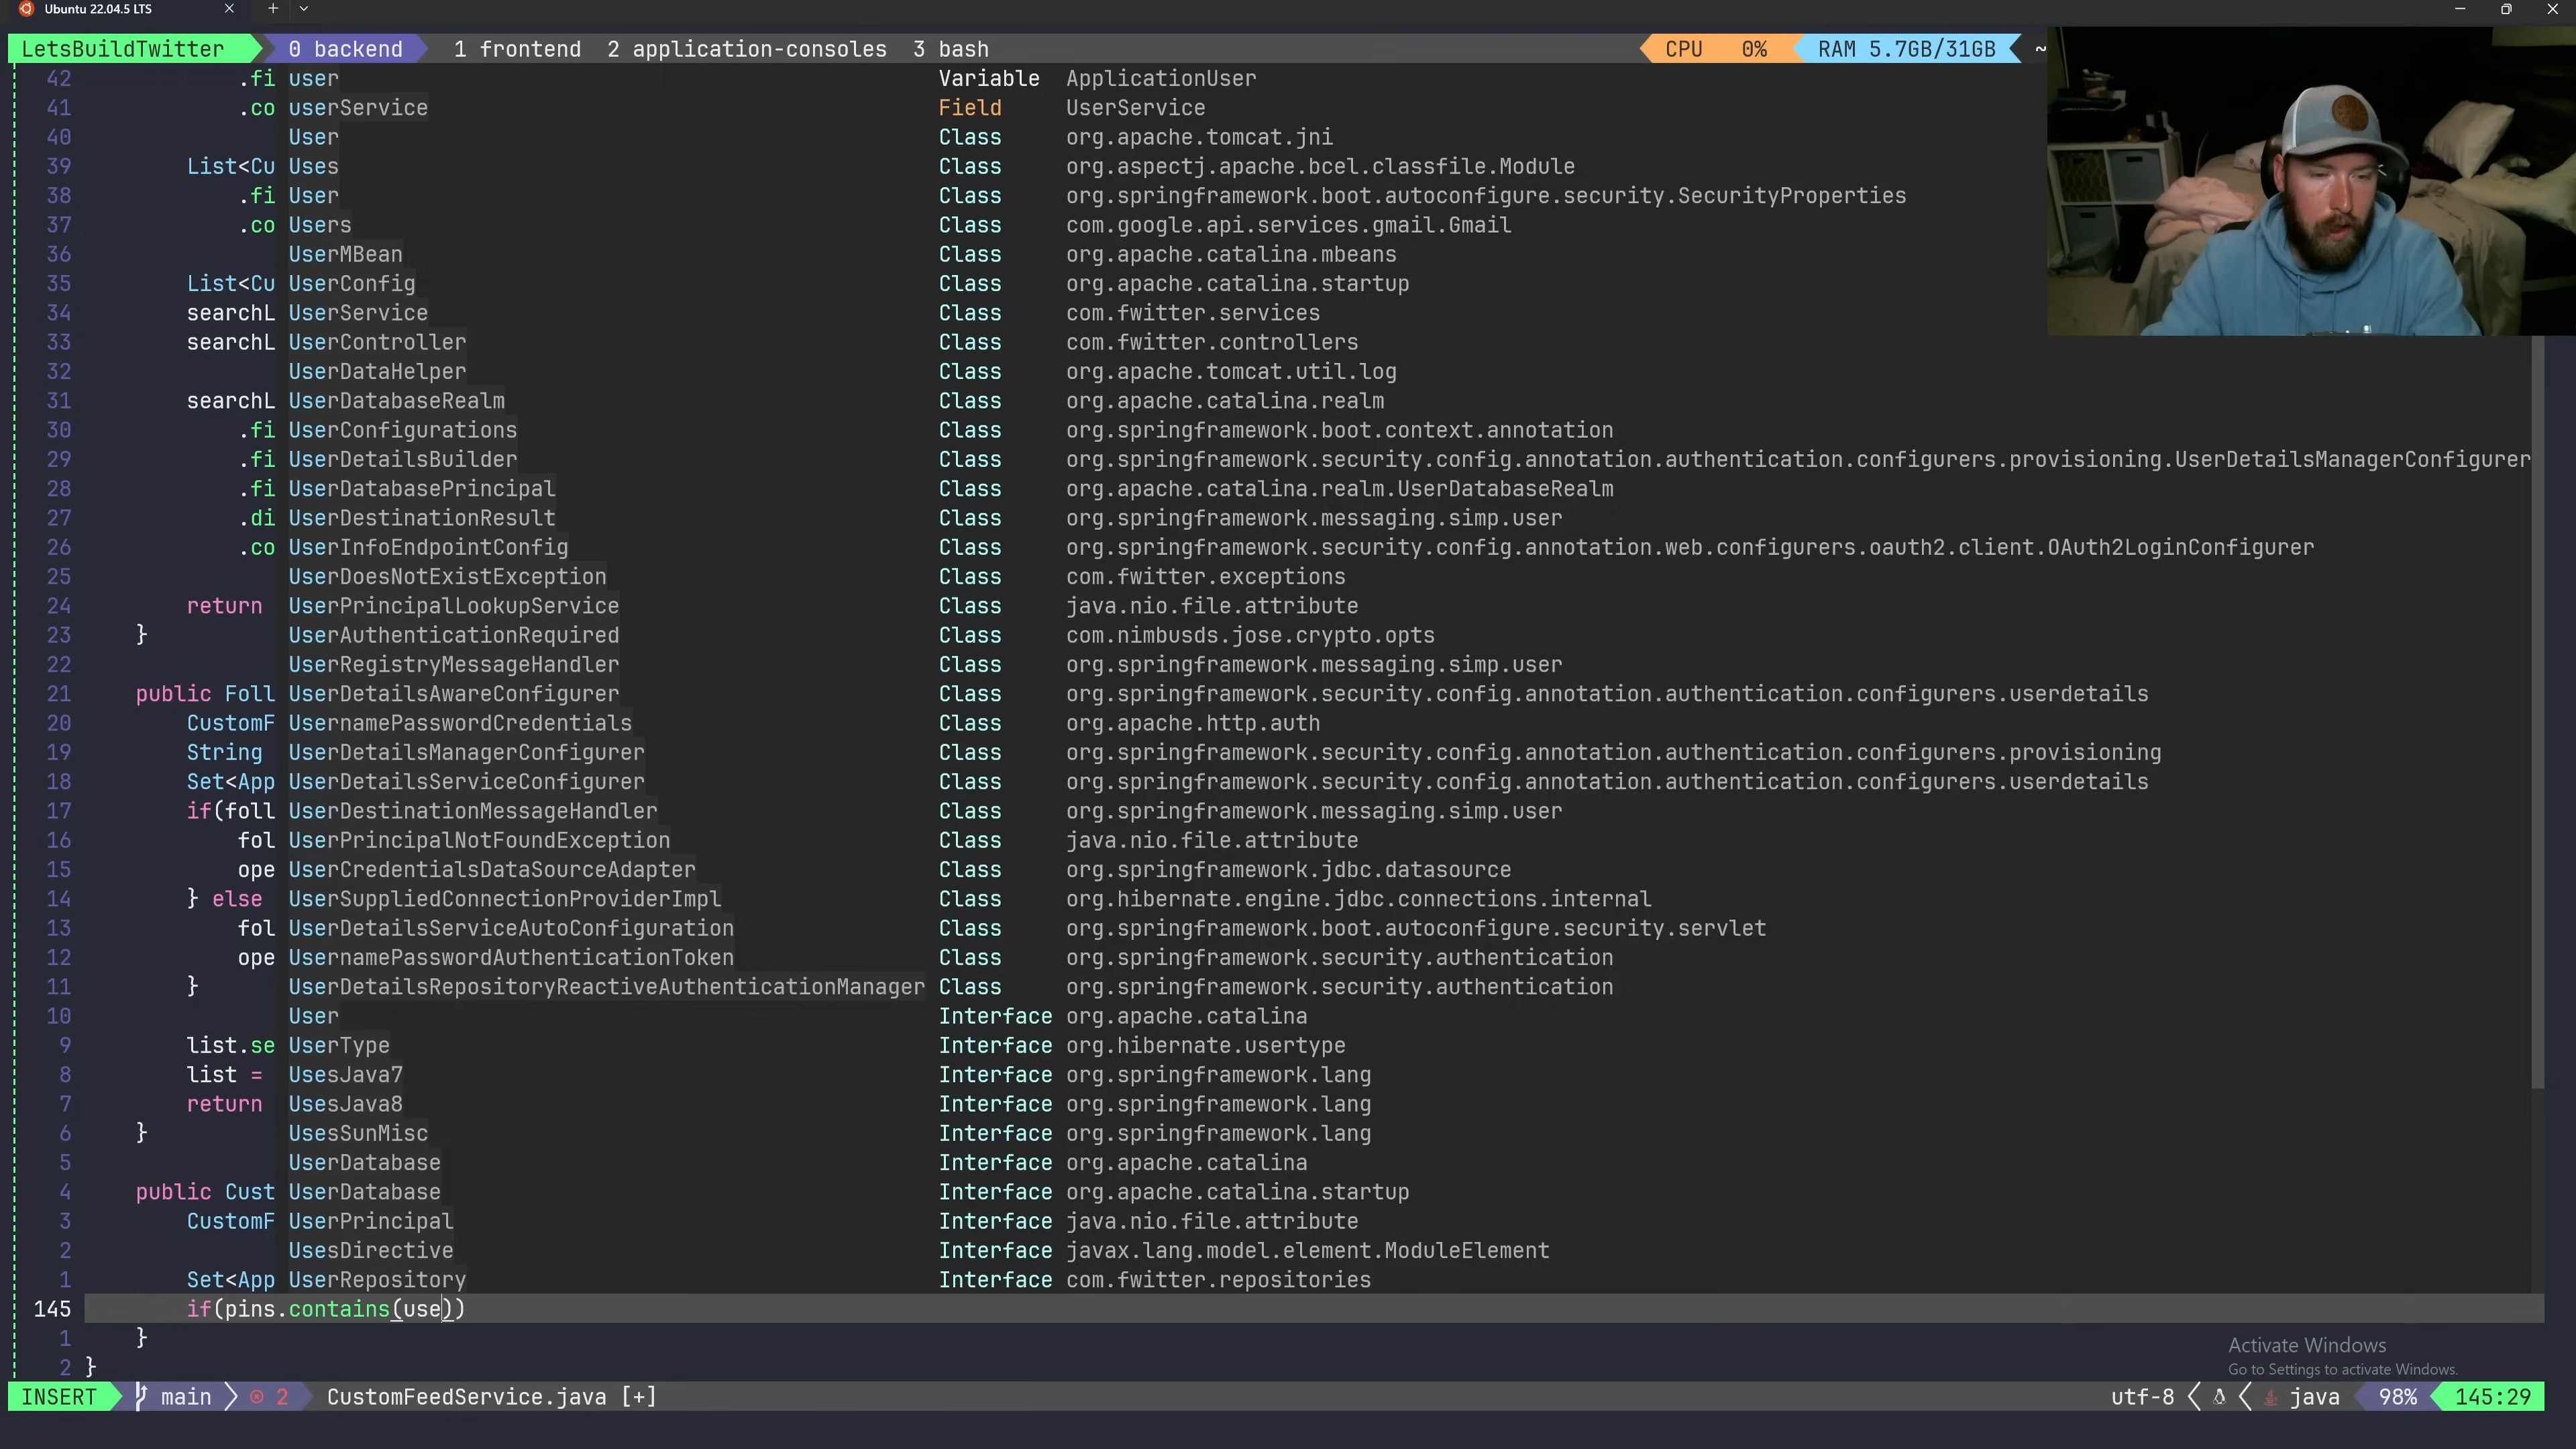 Ubuntu 22.04.5 LTS
LetsBuildTwitter 0 backend 1 frontend 2 application-consoles 3 bash CPU 0% RAM 5.7GB/31GB ~
42 .fi user Variable ApplicationUser
41 .co userService Field UserService
40 User Class org.apache.tomcat.jni
39 List<Cu Uses Class org.aspectj.apache.bcel.classfile.Module
38 .fi User Class org.springframework.boot.autoconfigure.security.SecurityProperties
37 .co Users Class com.google.api.services.gmail.Gmail
36 UserMBean Class org.apache.catalina.mbeans
35 List<Cu UserConfig Class org.apache.catalina.startup
34 searchL UserService Class com.fwitter.services
33 searchL UserController Class com.fwitter.controllers
32 UserDataHelper Class org.apache.tomcat.util.log
31 searchL UserDatabaseRealm Class org.apache.catalina.realm
30 .fi UserConfigurations Class org.springframework.boot.context.annotation
29 .fi UserDetailsBuilder Class org.springframework.security.config.annotation.authentication.configurers.provisioning.UserDetailsManagerConfigurer
28 .fi UserDatabasePrincipal Class org.apache.catalina.realm.UserDatabaseRealm
27 .di UserDestinationResult Class org.springframework.messaging.simp.user
26 .co UserInfoEndpointConfig Class org.springframework.security.config.annotation.web.configurers.oauth2.client.OAuth2LoginConfigurer
25 UserDoesNotExistException Class com.fwitter.exceptions
24 return UserPrincipalLookupService Class java.nio.file.attribute
23 } UserAuthenticationRequired Class com.nimbusds.jose.crypto.opts
22 UserRegistryMessageHandler Class org.springframework.messaging.simp.user
21 public Foll UserDetailsAwareConfigurer Class org.springframework.security.config.annotation.authentication.configurers.userdetails
20 CustomF UsernamePasswordCredentials Class org.apache.http.auth
19 String UserDetailsManagerConfigurer Class org.springframework.security.config.annotation.authentication.configurers.provisioning
18 Set<App UserDetailsServiceConfigurer Class org.springframework.security.config.annotation.authentication.configurers.userdetails
17 if(foll UserDestinationMessageHandler Class org.springframework.messaging.simp.user
16 fol UserPrincipalNotFoundException Class java.nio.file.attribute
15 ope UserCredentialsDataSourceAdapter Class org.springframework.jdbc.datasource
14 } else UserSuppliedConnectionProviderImpl Class org.hibernate.engine.jdbc.connections.internal
13 fol UserDetailsServiceAutoConfiguration Class org.springframework.boot.autoconfigure.security.servlet
12 ope UsernamePasswordAuthenticationToken Class org.springframework.security.authentication
11 } UserDetailsRepositoryReactiveAuthenticationManager Class org.springframework.security.authentication
10 User Interface org.apache.catalina
9 list.se UserType Interface org.hibernate.usertype
8 list = UsesJava7 Interface org.springframework.lang
7 return UsesJava8 Interface org.springframework.lang
6 } UsesSunMisc Interface org.springframework.lang
5 UserDatabase Interface org.apache.catalina
4 public Cust UserDatabase Interface org.apache.catalina.startup
3 CustomF UserPrincipal Interface java.nio.file.attribute
2 UsesDirective Interface javax.lang.model.element.ModuleElement
1 Set<App UserRepository Interface com.fwitter.repositories
145 if(pins.contains(use))
1 }
2 }
Activate Windows
Go to Settings to activate Windows.
INSERT main 2 CustomFeedService.java [+] utf-8 java 98% 145:29